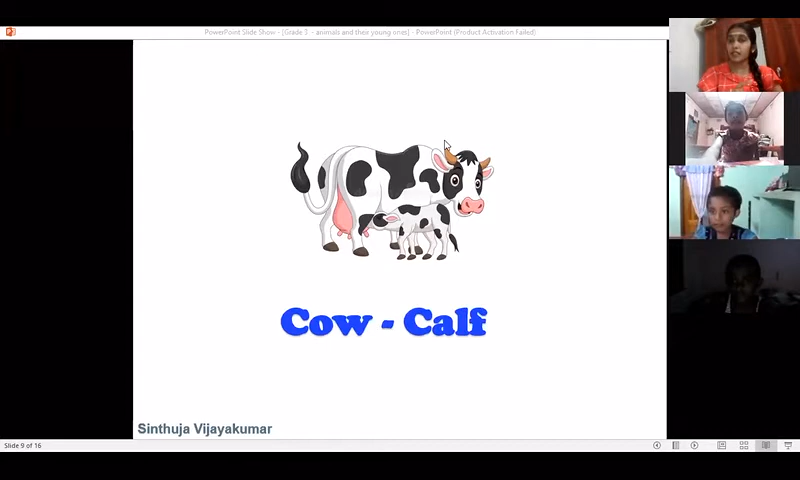 PowerPoint Slide Show - [Grade 3 - animals and their young ones] - PowerPoint (Product Activation Failed)
Cow - Calf
Sinthuja Vijayakumar
Slide 9 of 16